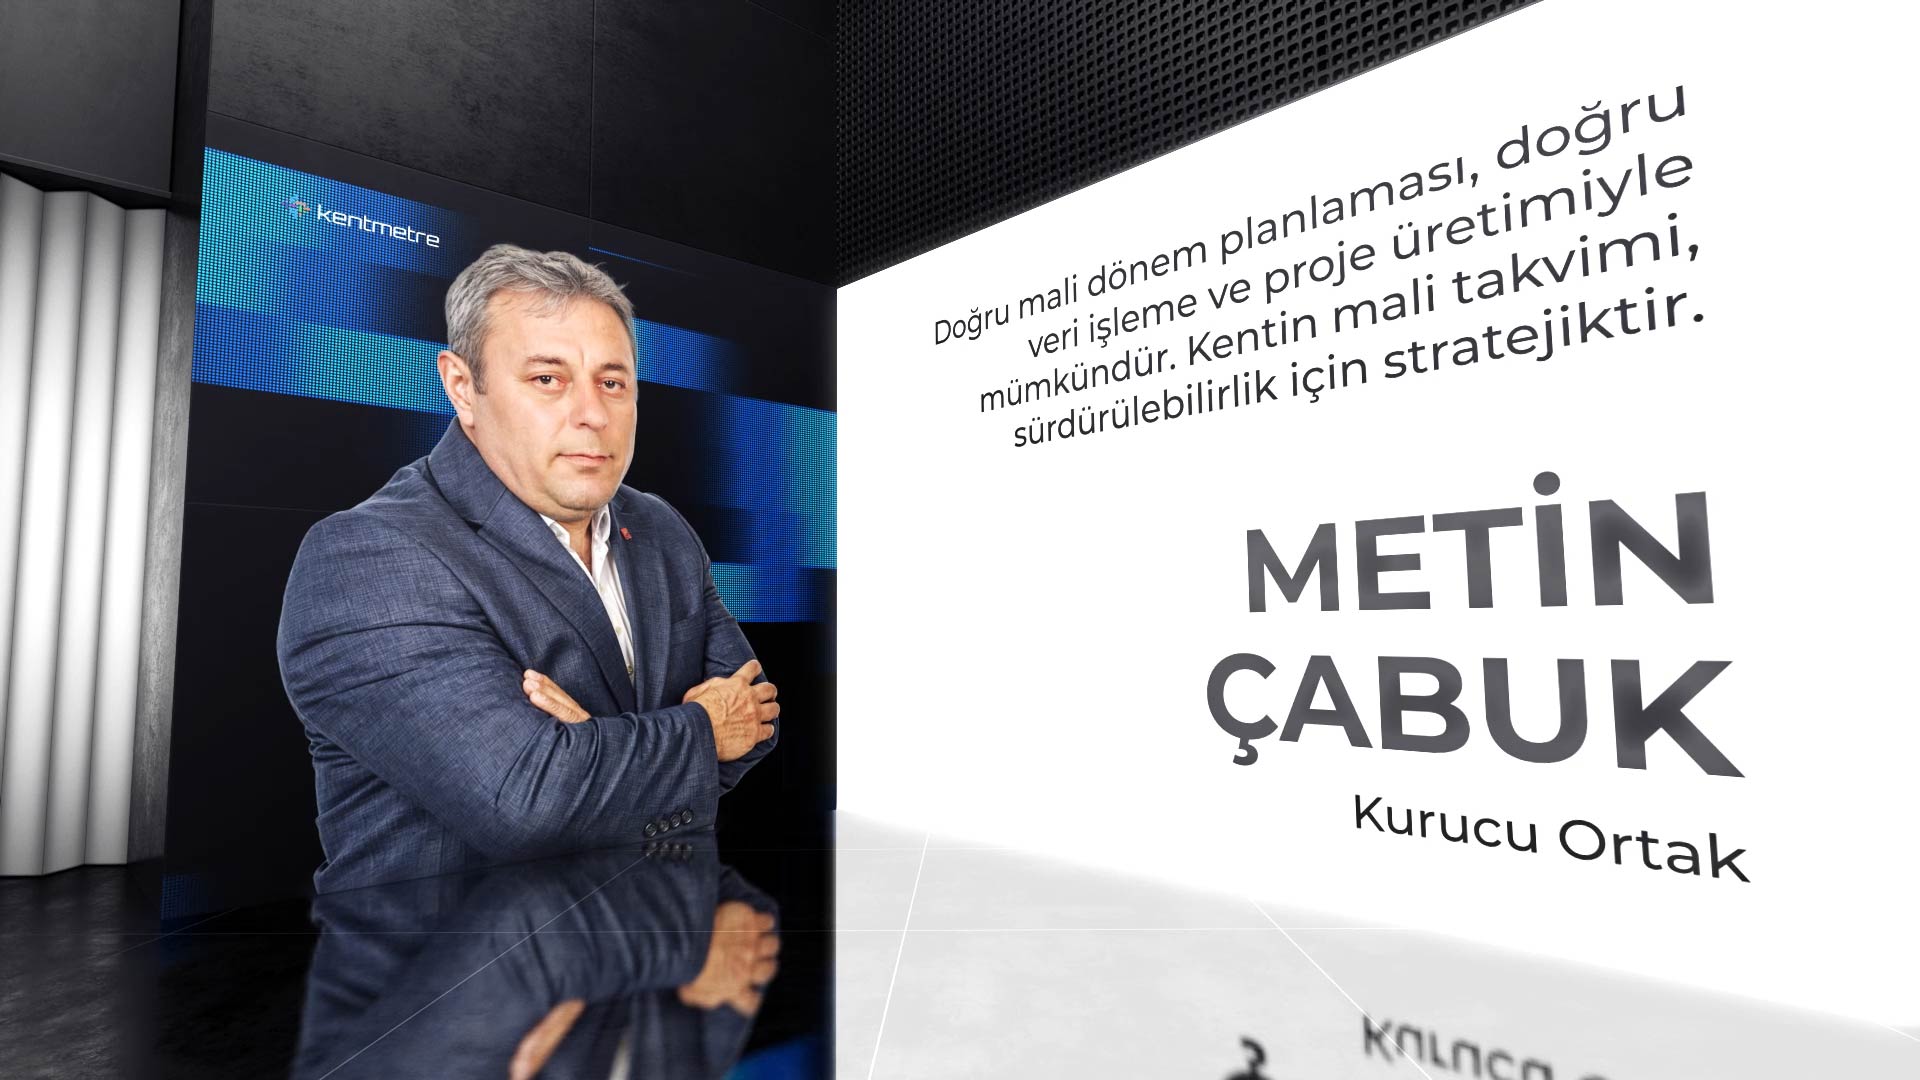 kentmetre
Doğru mali dönem planlaması, doğru
veri işleme ve proje üretimiyle
mümkündür. Kentin mali takvimi,
sürdürülebilirlik için stratejiktir.
METİN
ÇABUK
Kurucu Ortak